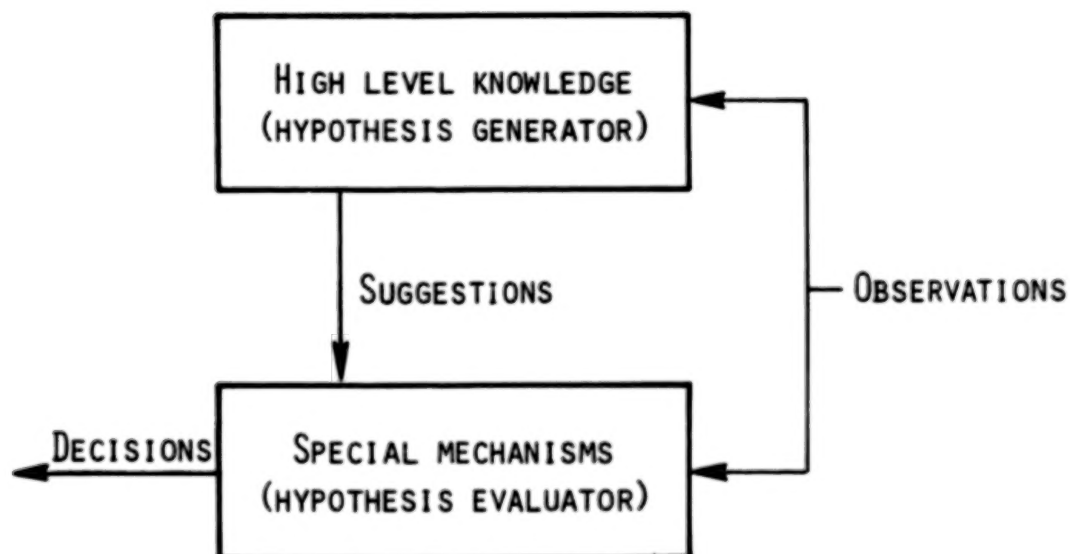 HIGH LEVEL KNOWLEDGE
(HYPOTHESIS GENERATOR)
SUGGESTIONS
OBSERVATIONS
DECISIONS
SPECIAL MECHANISMS
(HYPOTHESIS EVALUATOR)